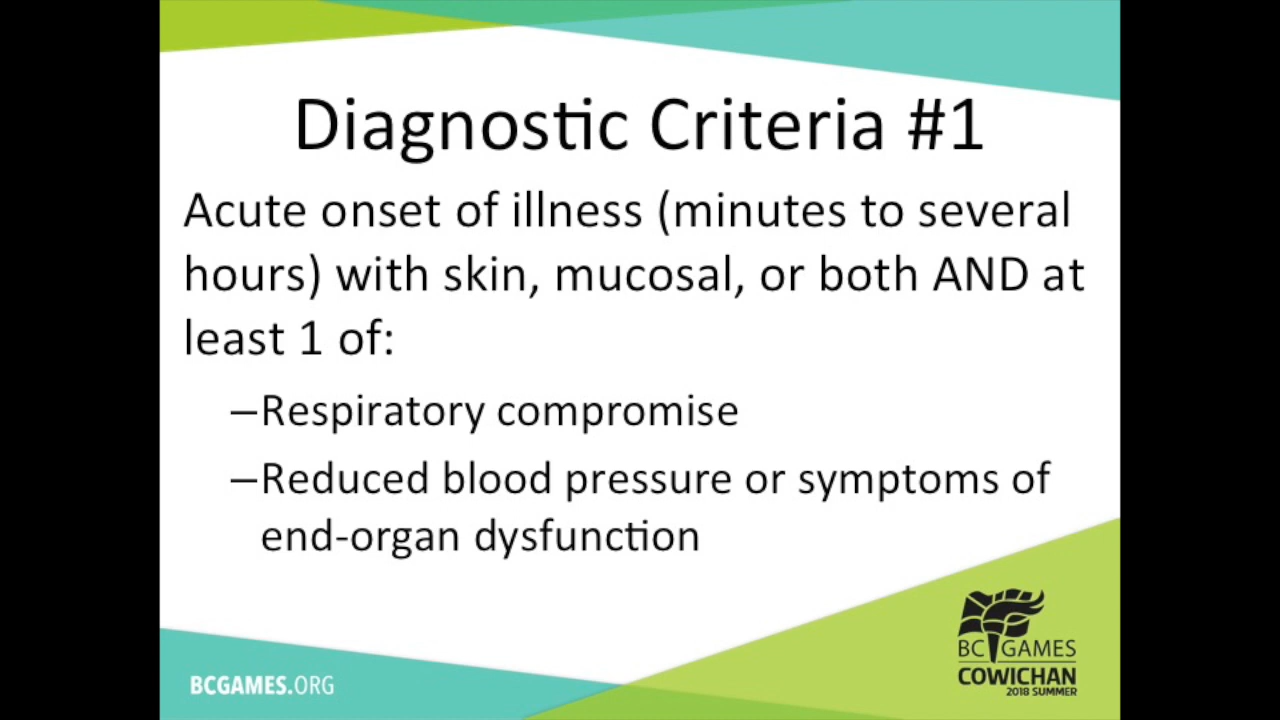 Diagnostic Criteria #1
Acute onset of illness (minutes to several
hours) with skin, mucosal, or both AND at
least 1 of:
–Respiratory compromise
–Reduced blood pressure or symptoms of
end-organ dysfunction
BC GAMES
COWICHAN
2018 SUMMER
BCGAMES.ORG